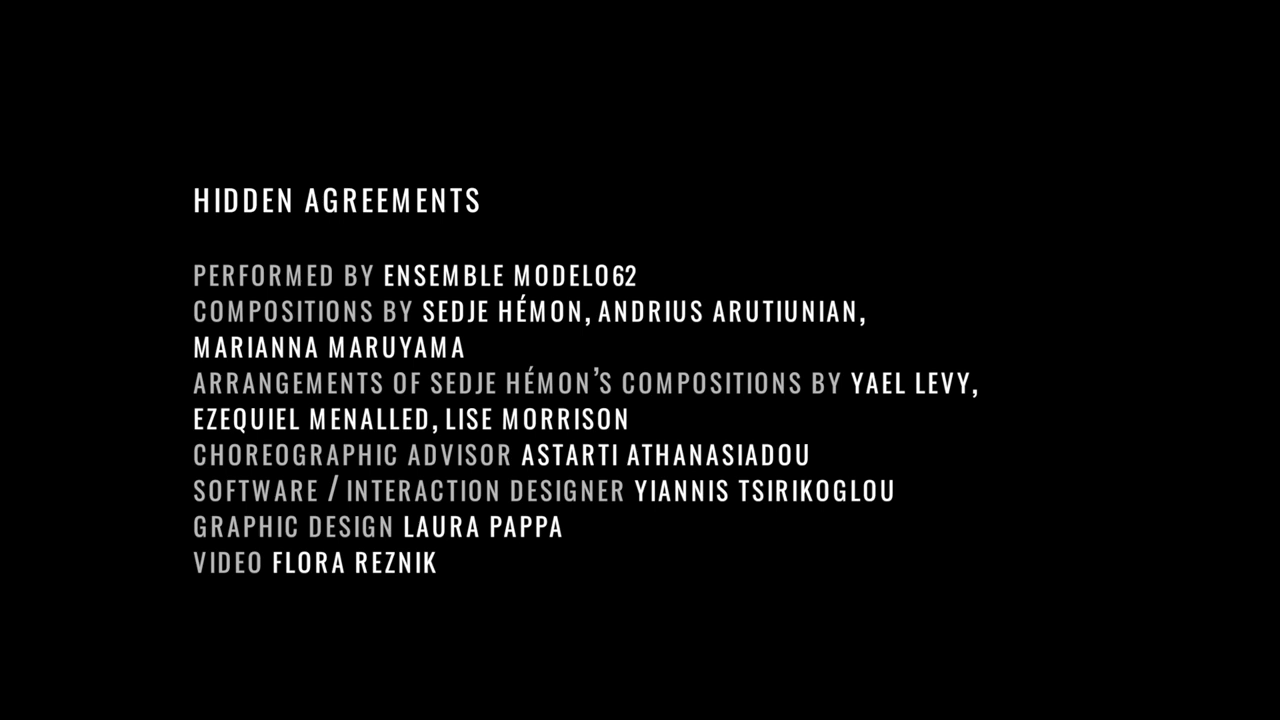 HIDDEN AGREEMENTS
PERFORMED BY ENSEMBLE MODELO62
COMPOSITIONS BY SEDJE HÉMON, ANDRIUS ARUTIUNIAN,
MARIANNA MARUYAMA
ARRANGEMENTS OF SEDJE HÉMON’S COMPOSITIONS BY YAEL LEVY,
EZEQUIEL MENALLED, LISE MORRISON
CHOREOGRAPHIC ADVISOR ASTARTI ATHANASIADOU
SOFTWARE / INTERACTION DESIGNER YIANNIS TSIRIKOGLOU
GRAPHIC DESIGN LAURA PAPPA
VIDEO FLORA REZNIK